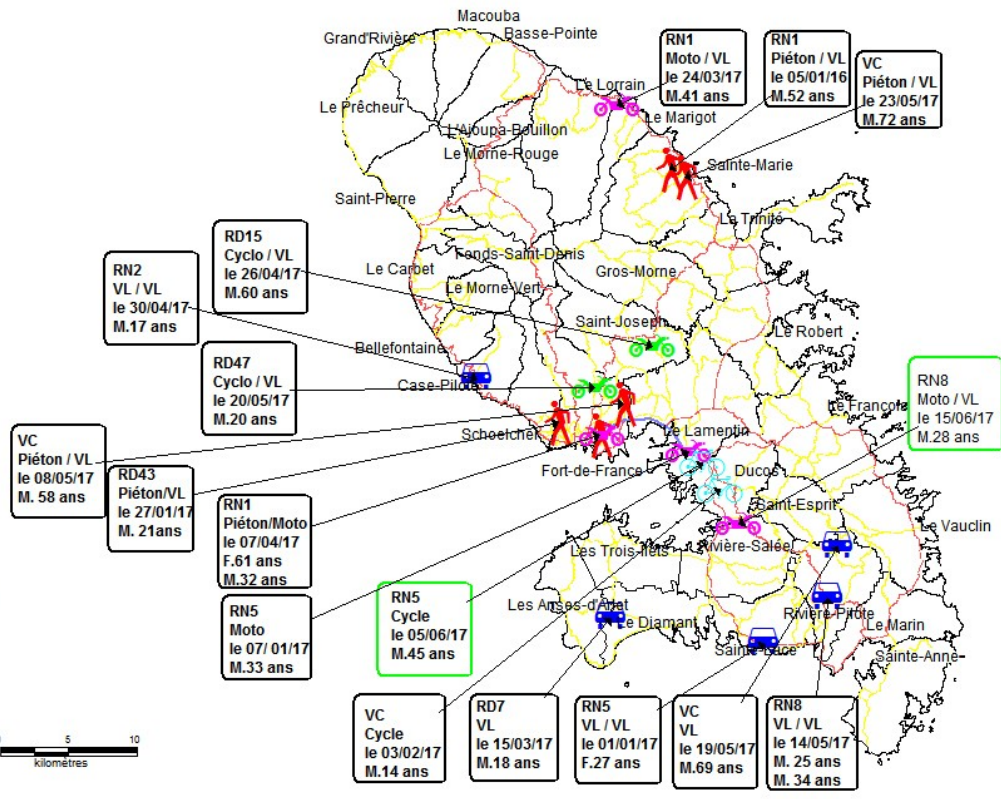 Macouba
Grand'Rivière
Basse-Pointe
RN1
Moto / VL
le 24/03/17
M.41 ans
RN1
Piéton / VL
le 05/01/16
M.52 ans
VC
Piéton / VL
le 23/05/17
M.72 ans
Le Lorrain
Le Prêcheur
Le Marigot
L'Ajoupa-Bouillon
Le Morne-Rouge
Sainte-Marie
Saint-Pierre
La Trinité
RD15
Cyclo / VL
le 26/04/17
M.60 ans
Fonds-Saint-Denis
RN2
VL / VL
le 30/04/17
M.17 ans
Le Carbet
Gros-Morne
Le Morne-Vert
Saint-Joseph
Le Robert
Bellefontaine
RD47
Cyclo / VL
le 20/05/17
M.20 ans
Case-Pilote
RN8
Moto / VL
le 15/06/17
M.28 ans
Le François
VC
Piéton / VL
le 08/05/17
M. 58 ans
Schoelcher
Le Lamentin
RD43
Piéton/VL
le 27/01/17
M. 21ans
Fort-de-France
Ducos
RN1
Piéton/Moto
le 07/04/17
F.61 ans
M.32 ans
Saint-Esprit
Le Vauclin
Rivière-Salée
Les Trois-Ilets
RN5
Moto
le 07/ 01/17
M.33 ans
RN5
Cycle
le 05/06/17
M.45 ans
Les Anses-d'Arlet
Rivière-Pilote
Le Diamant
Le Marin
Sainte-Luce
Sainte-Anne
VC
Cycle
le 03/02/17
M.14 ans
RD7
VL
le 15/03/17
M.18 ans
RN5
VL / VL
le 01/01/17
F.27 ans
VC
VL
le 19/05/17
M.69 ans
RN8
VL / VL
le 14/05/17
M. 25 ans
M. 34 ans
0 5 10
kilomètres